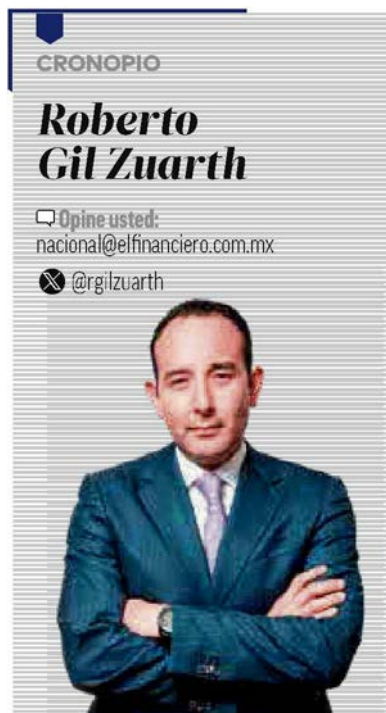 CRONOPIO
Roberto
Gil Zuarth
Opine usted:
nacional@elfinanciero.com.mx
@rgilzuarth